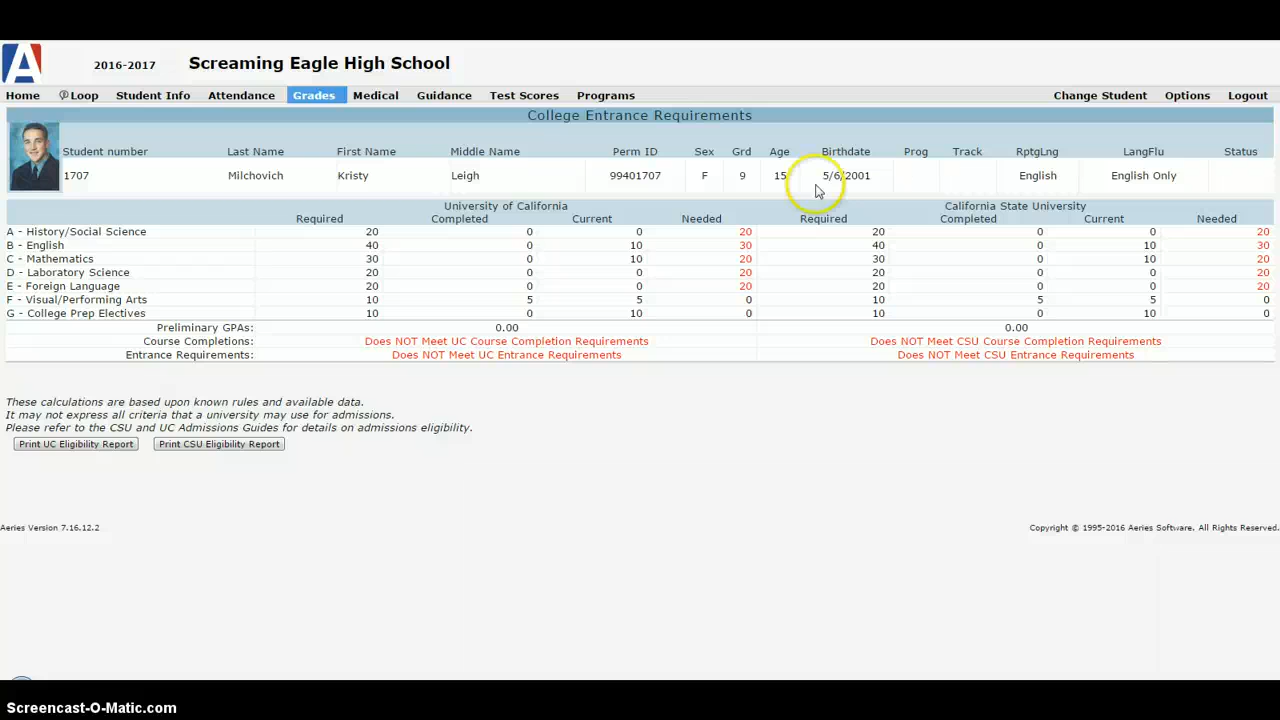 A 2016-2017 Screaming Eagle High School
Home Loop Student Info Attendance Grades Medical Guidance Test Scores Programs Change Student Options Logout
College Entrance Requirements
Student number Last Name First Name Middle Name Perm ID Sex Grd Age Birthdate Prog Track RptgLng LangFlu Status
1707 Milchovich Kristy Leigh 99401707 F 9 15 5/6/2001 English English Only
University of California California State University
Required Completed Current Needed Required Completed Current Needed
A - History/Social Science 20 0 0 20 20 0 0 20
B - English 40 0 10 30 40 0 10 30
C - Mathematics 30 0 10 20 30 0 10 20
D - Laboratory Science 20 0 0 20 20 0 0 20
E - Foreign Language 20 0 0 20 20 0 0 20
F - Visual/Performing Arts 10 5 5 0 10 5 5 0
G - College Prep Electives 10 0 10 0 10 0 10 0
Preliminary GPAs: 0.00 0.00
Course Completions: Does NOT Meet UC Course Completion Requirements Does NOT Meet CSU Course Completion Requirements
Entrance Requirements: Does NOT Meet UC Entrance Requirements Does NOT Meet CSU Entrance Requirements
These calculations are based upon known rules and available data.
It may not express all criteria that a university may use for admissions.
Please refer to the CSU and UC Admissions Guides for details on admissions eligibility.
Print UC Eligibility Report Print CSU Eligibility Report
Aeries Version 7.16.12.2 Copyright © 1995-2016 Aeries Software. All Rights Reserved.
Screencast-O-Matic.com